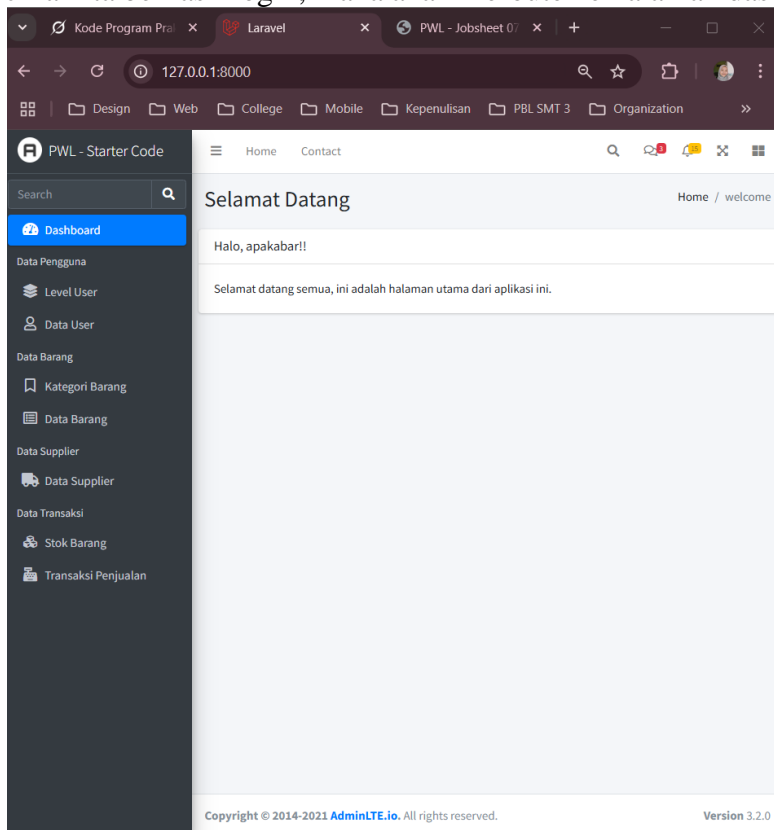 Kode Program Pra
Laravel
PWL - Jobsheet 07
127.0.0.1:8000
Design
Web
College
Mobile
Kepenulisan
PBL SMT 3
Organization
PWL - Starter Code
Home
Contact
3
15
Search
Selamat Datang
Home / welcome
Dashboard
Halo, apakabar!!
Data Pengguna
Selamat datang semua, ini adalah halaman utama dari aplikasi ini.
Level User
Data User
Data Barang
Kategori Barang
Data Barang
Data Supplier
Data Supplier
Data Transaksi
Stok Barang
Transaksi Penjualan
Copyright © 2014-2021 AdminLTE.io. All rights reserved.
Version 3.2.0